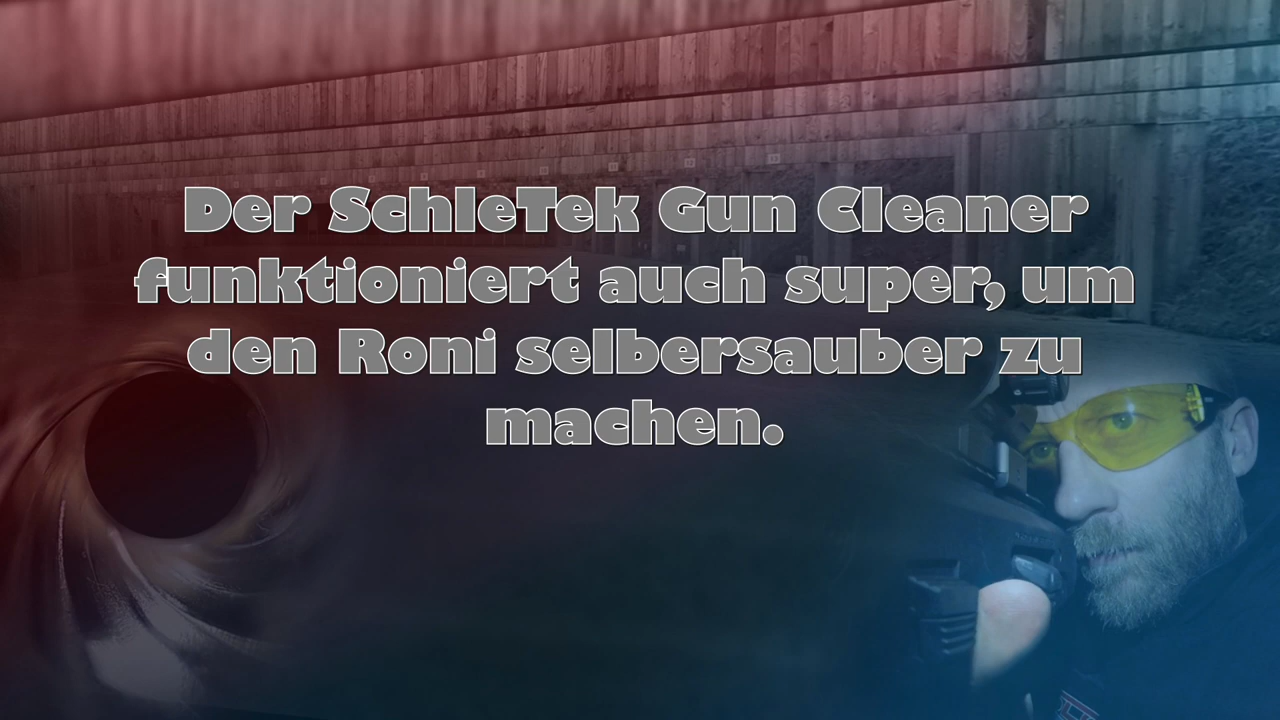 Der SchleTek Gun Cleaner
funktioniert auch super, um
den Roni selbersauber zu
machen.